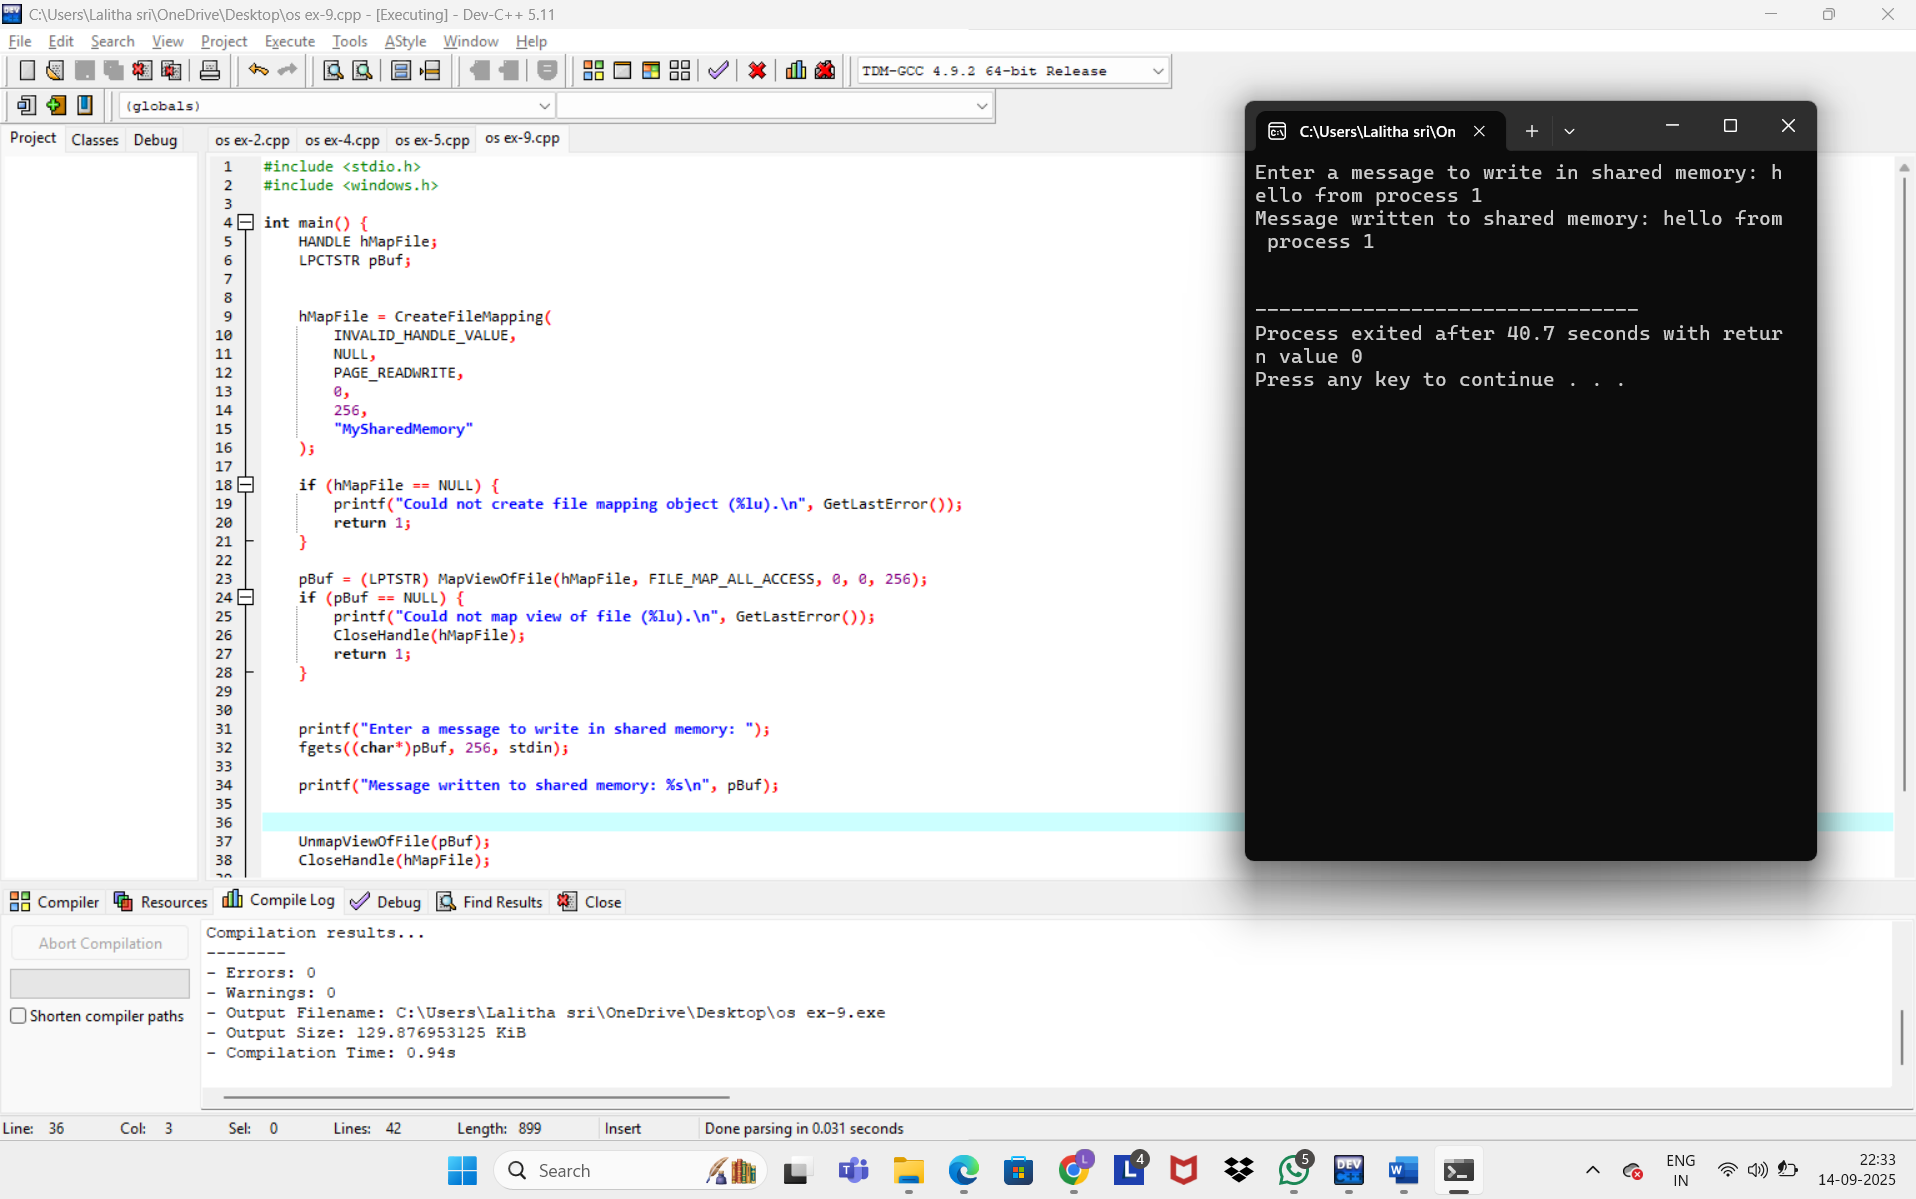 C:\Users\Lalitha sri\OneDrive\Desktop\os ex-9.cpp - [Executing] - Dev-C++ 5.11
File Edit Search View Project Execute Tools AStyle Window Help
TDM-GCC 4.9.2 64-bit Release
(globals)
Project Classes Debug
os ex-2.cpp os ex-4.cpp os ex-5.cpp os ex-9.cpp
1 #include <stdio.h>
2 #include <windows.h>
3
4 int main() {
5 HANDLE hMapFile;
6 LPCTSTR pBuf;
7
8
9 hMapFile = CreateFileMapping(
10 INVALID_HANDLE_VALUE,
11 NULL,
12 PAGE_READWRITE,
13 0,
14 256,
15 "MySharedMemory"
16 );
17
18 if (hMapFile == NULL) {
19 printf("Could not create file mapping object (%lu).\n", GetLastError());
20 return 1;
21 }
22
23 pBuf = (LPTSTR) MapViewOfFile(hMapFile, FILE_MAP_ALL_ACCESS, 0, 0, 256);
24 if (pBuf == NULL) {
25 printf("Could not map view of file (%lu).\n", GetLastError());
26 CloseHandle(hMapFile);
27 return 1;
28 }
29
30
31 printf("Enter a message to write in shared memory: ");
32 fgets((char*)pBuf, 256, stdin);
33
34 printf("Message written to shared memory: %s\n", pBuf);
35
36
37 UnmapViewOfFile(pBuf);
38 CloseHandle(hMapFile);
C:\Users\Lalitha sri\On
Enter a message to write in shared memory: h
ello from process 1
Message written to shared memory: hello from
process 1
--------------------------------
Process exited after 40.7 seconds with retur
n value 0
Press any key to continue . . .
Compiler Resources Compile Log Debug Find Results Close
Abort Compilation
Shorten compiler paths
Compilation results...
--------
- Errors: 0
- Warnings: 0
- Output Filename: C:\Users\Lalitha sri\OneDrive\Desktop\os ex-9.exe
- Output Size: 129.876953125 KiB
- Compilation Time: 0.94s
Line: 36 Col: 3 Sel: 0 Lines: 42 Length: 899 Insert Done parsing in 0.031 seconds
Search
L
4
5
DEV
ENG
IN
22:33
14-09-2025